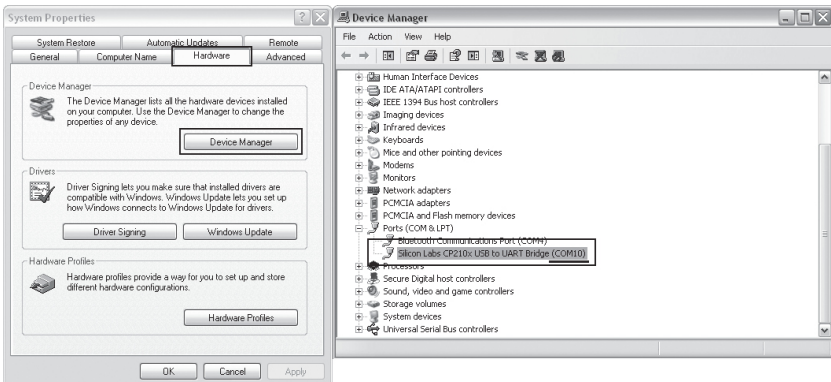 System Properties
System Restore Automatic Updates Remote
General Computer Name Hardware Advanced
Device Manager
The Device Manager lists all the hardware devices installed
on your computer. Use the Device Manager to change the
properties of any device.
Device Manager
Drivers
Driver Signing lets you make sure that installed drivers are
compatible with Windows. Windows Update lets you set up
how Windows connects to Windows Update for drivers.
Driver Signing Windows Update
Hardware Profiles
Hardware profiles provide a way for you to set up and store
different hardware configurations.
Hardware Profiles
OK Cancel Apply
Device Manager
File Action View Help
Human Interface Devices
IDE ATA/ATAPI controllers
IEEE 1394 Bus host controllers
Imaging devices
Infrared devices
Keyboards
Mice and other pointing devices
Modems
Monitors
Network adapters
PCMCIA adapters
PCMCIA and Flash memory devices
Ports (COM & LPT)
Bluetooth Communications Port (COM4)
Silicon Labs CP210x USB to UART Bridge (COM10)
Processors
Secure Digital host controllers
Sound, video and game controllers
Storage volumes
System devices
Universal Serial Bus controllers